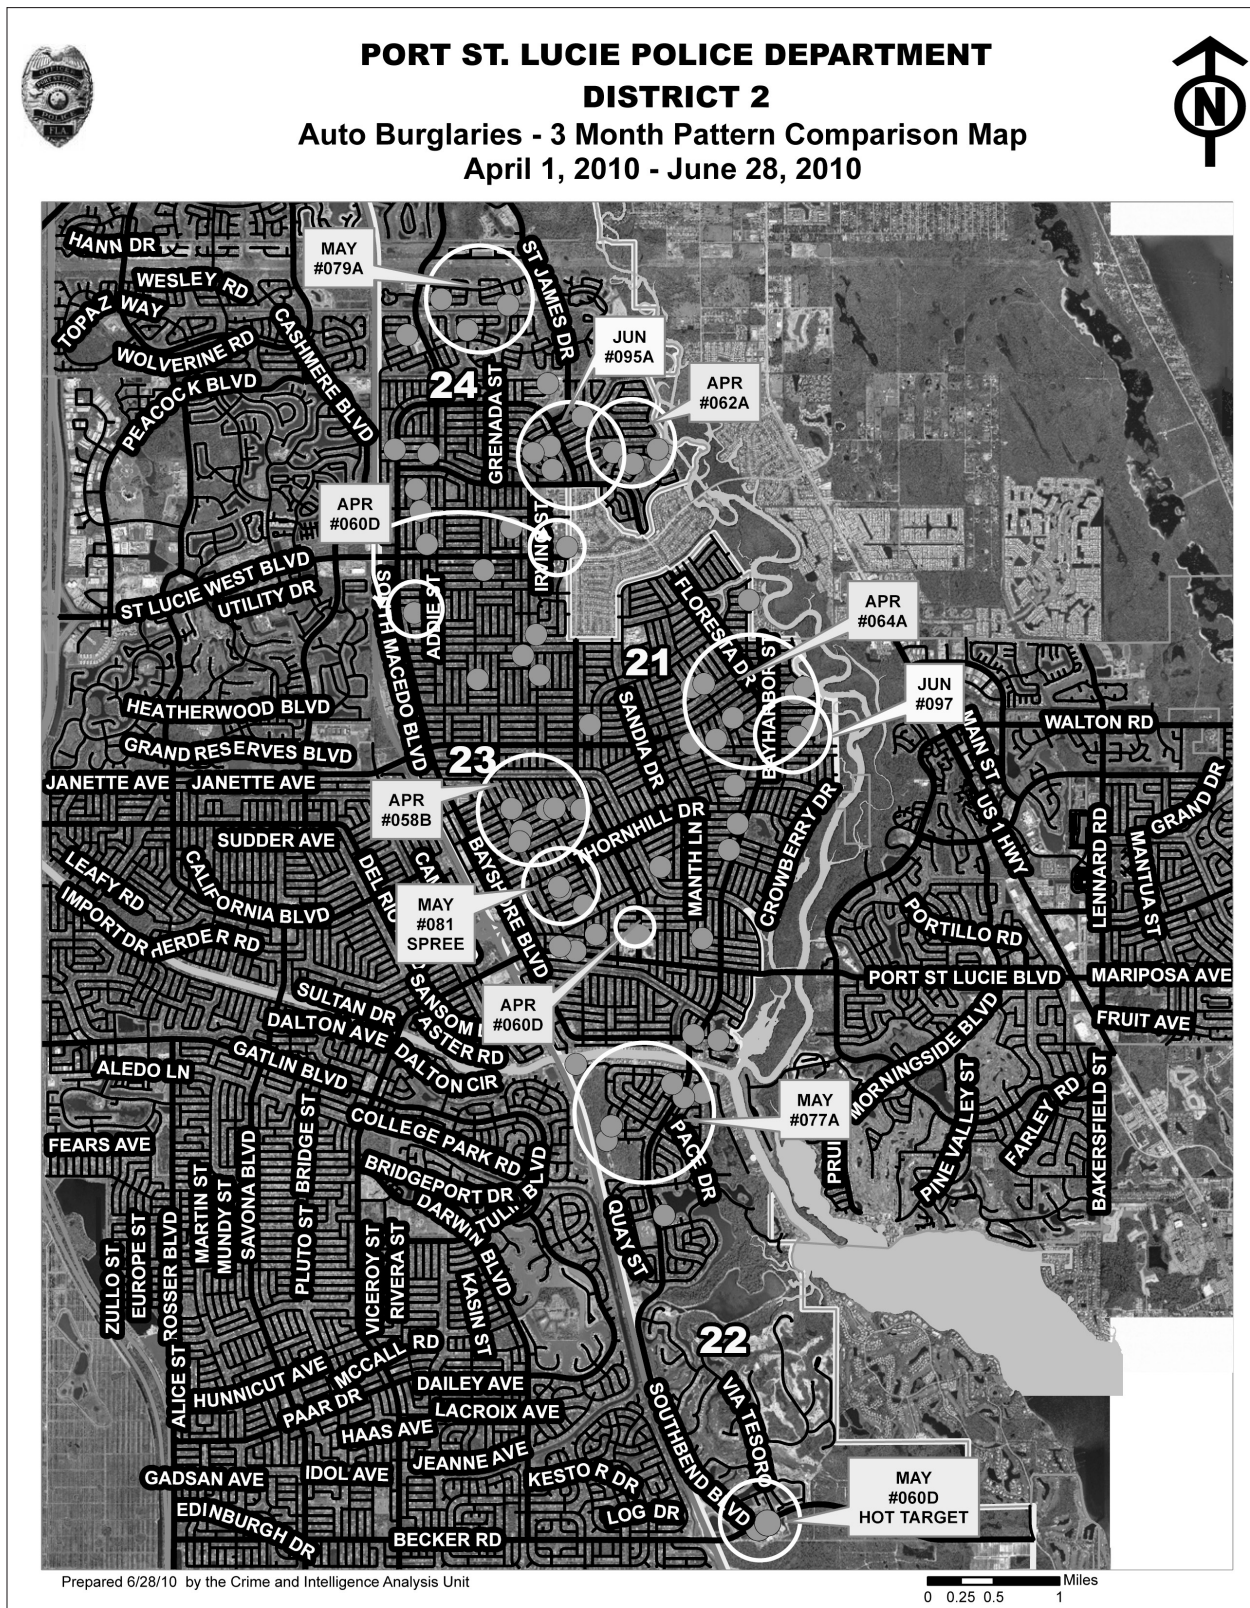 PORT ST. LUCIE POLICE DEPARTMENT
DISTRICT 2
Auto Burglaries - 3 Month Pattern Comparison Map
April 1, 2010 - June 28, 2010
OFFICER
POLICE
FLA
N
HANN DR
WESLEY RD
TOPAZ WAY
WOLVERINE RD
PEACOCK BLVD
CASHMERE BLVD
MAY
#079A
ST JAMES DR
JUN
#095A
APR
#062A
24
GRENADA ST
APR
#060D
IRVING ST
ST LUCIE WEST BLVD
UTILITY DR
SOUTH MACEDO BLVD
ADDIE ST
FLORESTA DR
APR
#064A
21
BAYHARBOR ST
JUN
#097
HEATHERWOOD BLVD
GRAND RESERVES BLVD
SANDIA DR
MAIN ST
WALTON RD
23
JANETTE AVE
JANETTE AVE
APR
#058B
US 1 HWY
GRAND DR
SUDDER AVE
THORNHILL DR
MANTH LN
CROWBERRY DR
LENNARD RD
MANTUA ST
LEAFY RD
CALIFORNIA BLVD
DEL RIO
CAM
BAYSHORE BLVD
IMPORT DR
HERDER RD
MAY
#081
SPREE
PORTILLO RD
PORT ST LUCIE BLVD
MARIPOSA AVE
SULTAN DR
SANSOM
APR
#060D
FRUIT AVE
DALTON AVE
ASTER RD
MORNINGSIDE BLVD
GATLIN BLVD
DALTON CIR
ALEDO LN
PINE VALLEY ST
FARLEY RD
BAKERSFIELD ST
MAY
#077A
PRUI
FEARS AVE
COLLEGE PARK RD
PACE DR
BRIDGE ST
BRIDGEPORT DR
TULIP BLVD
DARWIN BLVD
MARTIN ST
MUNDY ST
SAVONA BLVD
PLUTO ST
QUAY ST
ZULLO ST
EUROPE ST
ROSSER BLVD
VICEROY ST
RIVERA ST
KASIN ST
22
ALICE ST
HUNNICUT AVE
MCCALL RD
DAILEY AVE
PAAR DR
LACROIX AVE
HAAS AVE
SOUTHBEND BLVD
VIA TESORO
JEANNE AVE
GADSAN AVE
IDOL AVE
KESTOR DR
MAY
#060D
HOT TARGET
EDINBURGH DR
LOG DR
BECKER RD
Prepared 6/28/10 by the Crime and Intelligence Analysis Unit
Miles
0 0.25 0.5 1